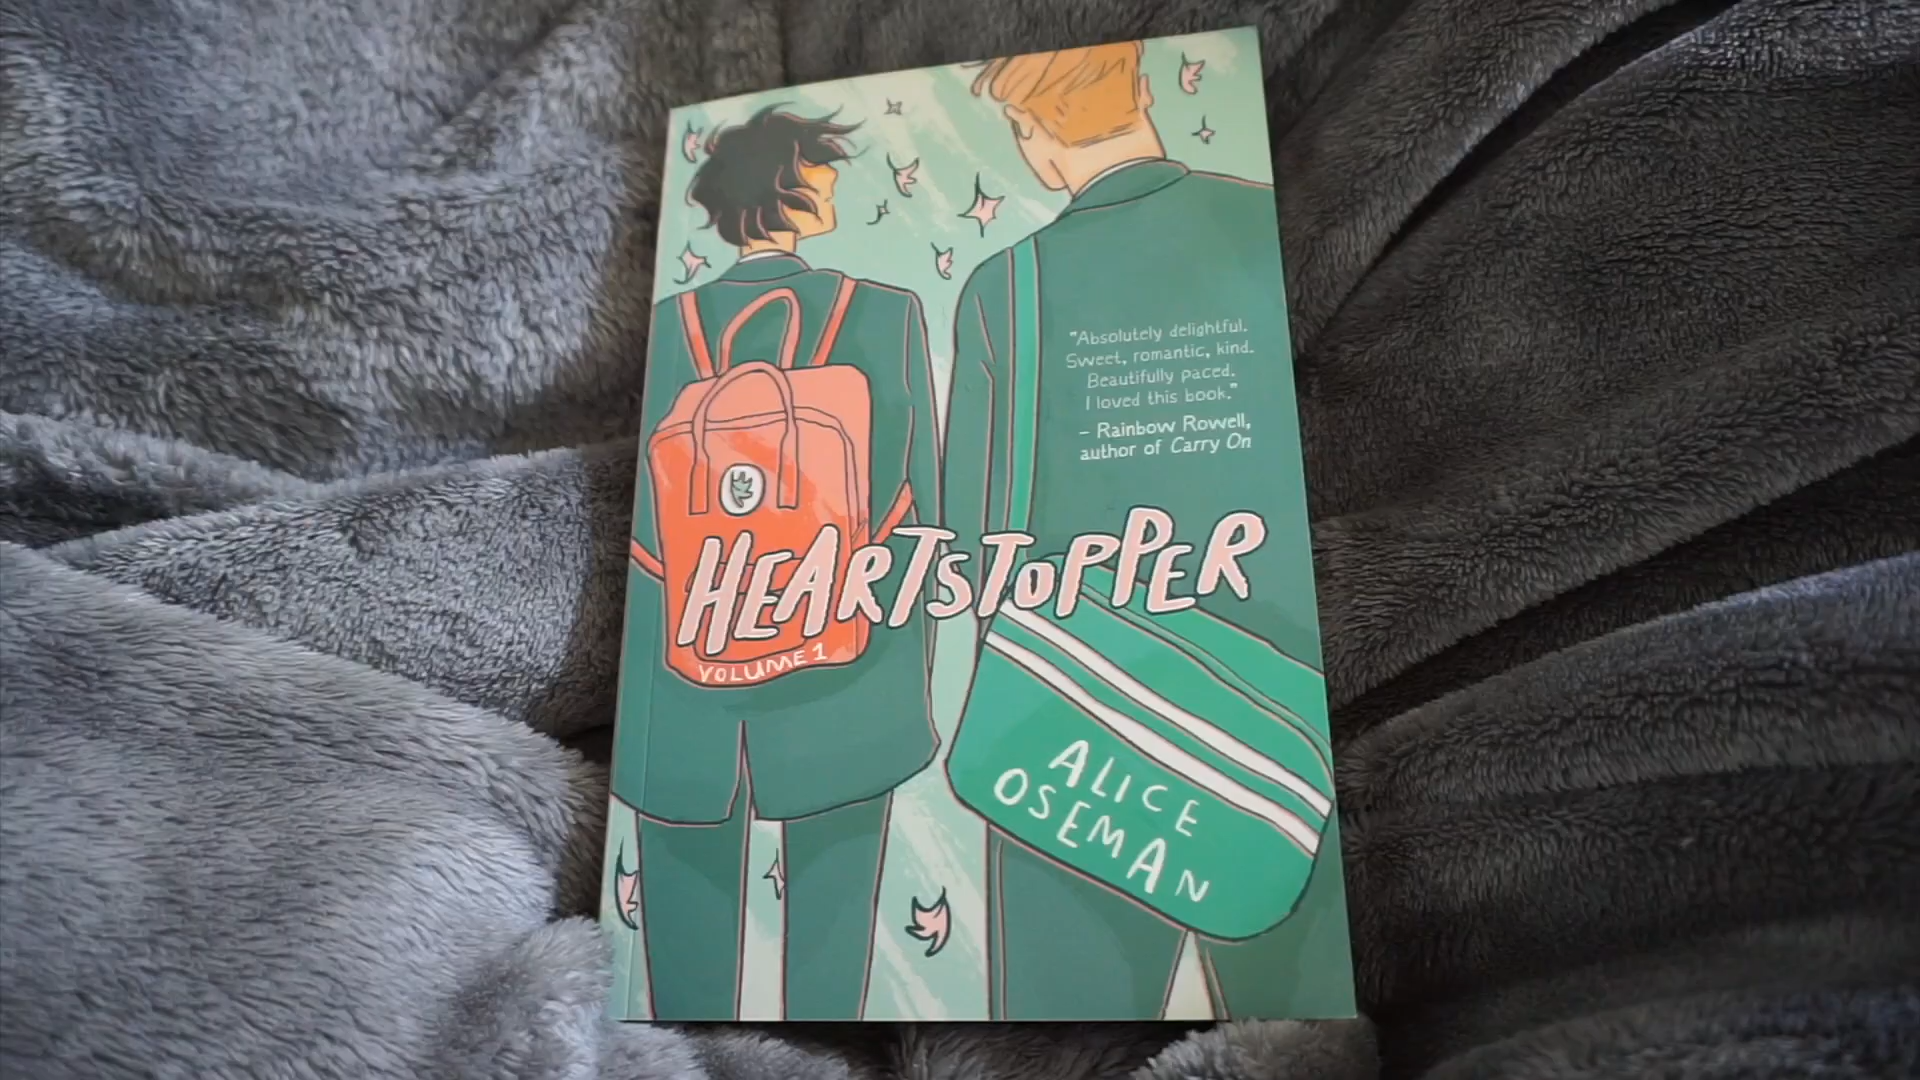 "Absolutely delightful.
Sweet, romantic, kind.
Beautifully paced.
I loved this book."
– Rainbow Rowell,
author of Carry On
HEARTSTOPPER
VOLUME 1
ALICE
OSEMAN